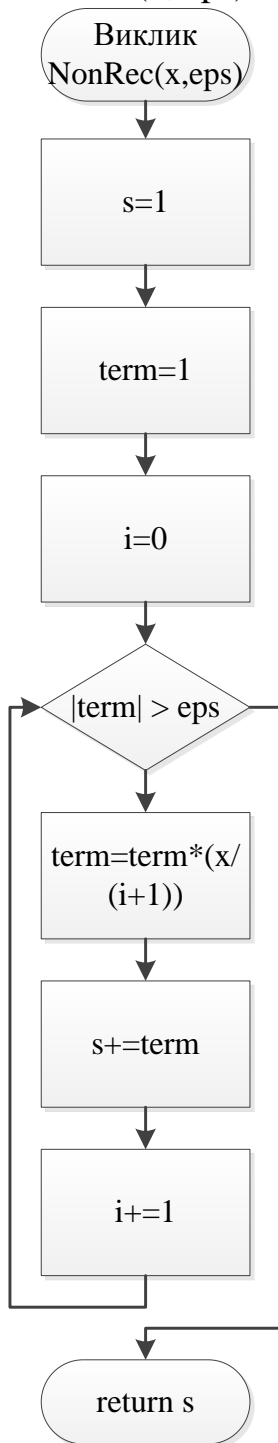 Виклик
NonRec(x,eps)
s=1
term=1
i=0
|term| > eps
term=term*(x/
(i+1))
s+=term
i+=1
return s